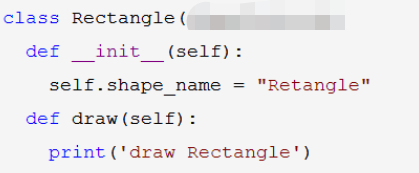 class Rectangle(
def __init__(self):
self.shape_name = "Retangle"
def draw(self):
print('draw Rectangle')